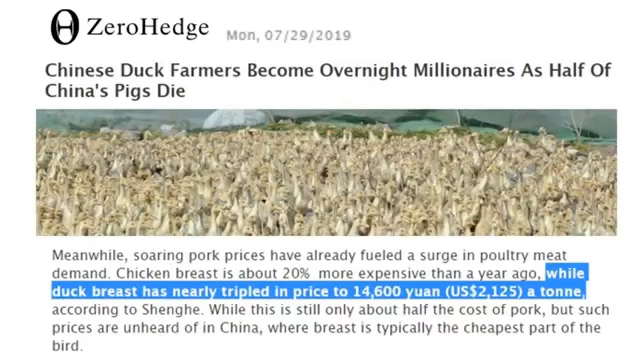 ZeroHedge
Mon, 07/29/2019
Chinese Duck Farmers Become Overnight Millionaires As Half Of
China's Pigs Die
Meanwhile, soaring pork prices have already fueled a surge in poultry meat
demand. Chicken breast is about 20% more expensive than a year ago, while
duck breast has nearly tripled in price to 14,600 yuan (US$2,125) a tonne,
according to Shenghe. While this is still only about half the cost of pork, but such
prices are unheard of in China, where breast is typically the cheapest part of the
bird.